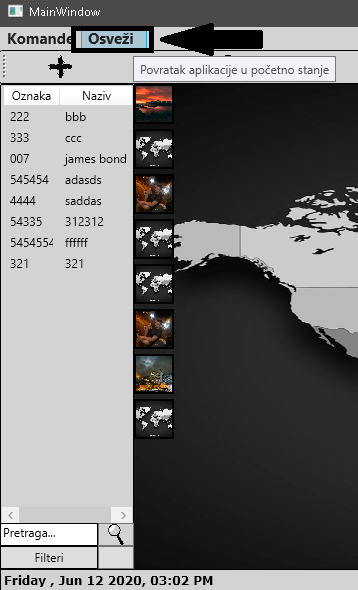 MainWindow
Komande Osveži
Povratak aplikacije u početno stanje
Oznaka Naziv
222 bbb
333 ccc
007 james bond
545454 adasds
4444 saddas
54335 312312
5454554 ffffff
321 321
Pretraga...
Filteri
Friday , Jun 12 2020, 03:02 PM